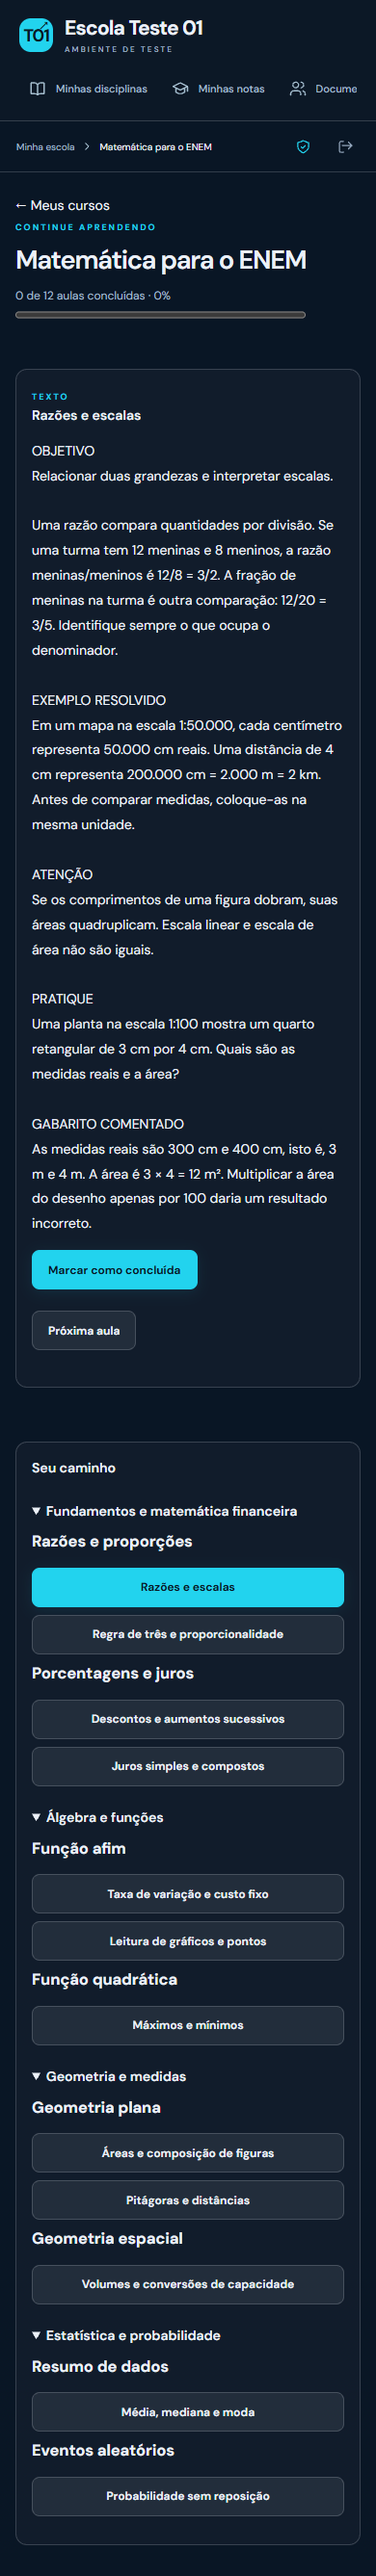 TO1
Escola Teste 01
AMBIENTE DE TESTE
Minhas disciplinas
Minhas notas
Docume
Minha escola > Matemática para o ENEM
← Meus cursos
CONTINUE APRENDENDO
Matemática para o ENEM
0 de 12 aulas concluídas · 0%
TEXTO
Razões e escalas
OBJETIVO
Relacionar duas grandezas e interpretar escalas.
Uma razão compara quantidades por divisão. Se
uma turma tem 12 meninas e 8 meninos, a razão
meninas/meninos é 12/8 = 3/2. A fração de
meninas na turma é outra comparação: 12/20 =
3/5. Identifique sempre o que ocupa o
denominador.
EXEMPLO RESOLVIDO
Em um mapa na escala 1:50.000, cada centímetro
representa 50.000 cm reais. Uma distância de 4
cm representa 200.000 cm = 2.000 m = 2 km.
Antes de comparar medidas, coloque-as na
mesma unidade.
ATENÇÃO
Se os comprimentos de uma figura dobram, suas
áreas quadruplicam. Escala linear e escala de
área não são iguais.
PRATIQUE
Uma planta na escala 1:100 mostra um quarto
retangular de 3 cm por 4 cm. Quais são as
medidas reais e a área?
GABARITO COMENTADO
As medidas reais são 300 cm e 400 cm, isto é, 3
m e 4 m. A área é 3 × 4 = 12 m². Multiplicar a área
do desenho apenas por 100 daria um resultado
incorreto.
Marcar como concluída
Próxima aula
Seu caminho
▼ Fundamentos e matemática financeira
Razões e proporções
Razões e escalas
Regra de três e proporcionalidade
Porcentagens e juros
Descontos e aumentos sucessivos
Juros simples e compostos
▼ Álgebra e funções
Função afim
Taxa de variação e custo fixo
Leitura de gráficos e pontos
Função quadrática
Máximos e mínimos
▼ Geometria e medidas
Geometria plana
Áreas e composição de figuras
Pitágoras e distâncias
Geometria espacial
Volumes e conversões de capacidade
▼ Estatística e probabilidade
Resumo de dados
Média, mediana e moda
Eventos aleatórios
Probabilidade sem reposição